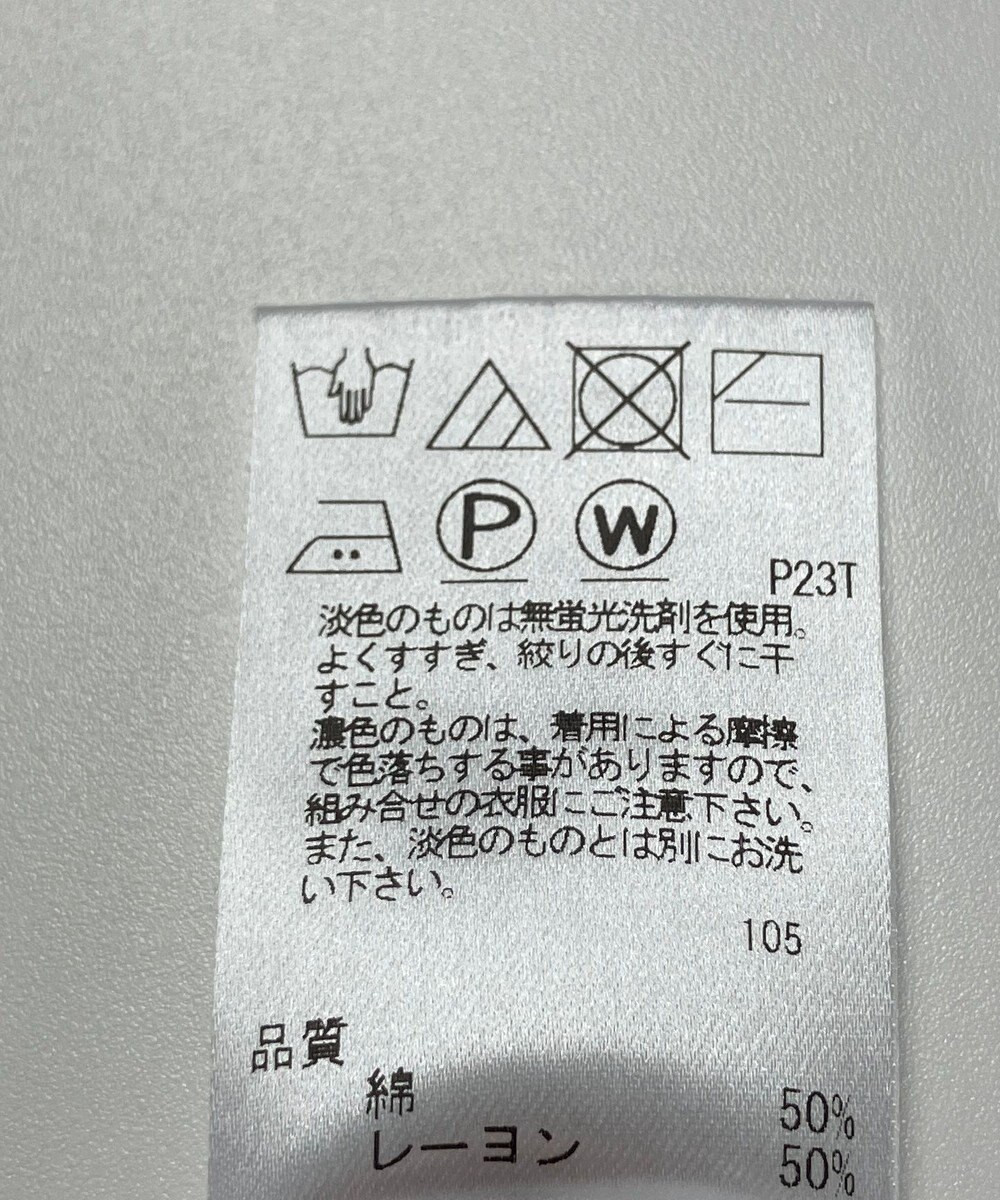 P
W
P23T
淡色のものは無蛍光洗剤を使用。
よくすすぎ、絞りの後すぐに干
すこと。
濃色のものは、着用による摩擦
で色落ちする事がありますので、
組み合せの衣服にご注意下さい。
また、淡色のものとは別にお洗
い下さい。
105
品質
綿 50%
レーヨン 50%